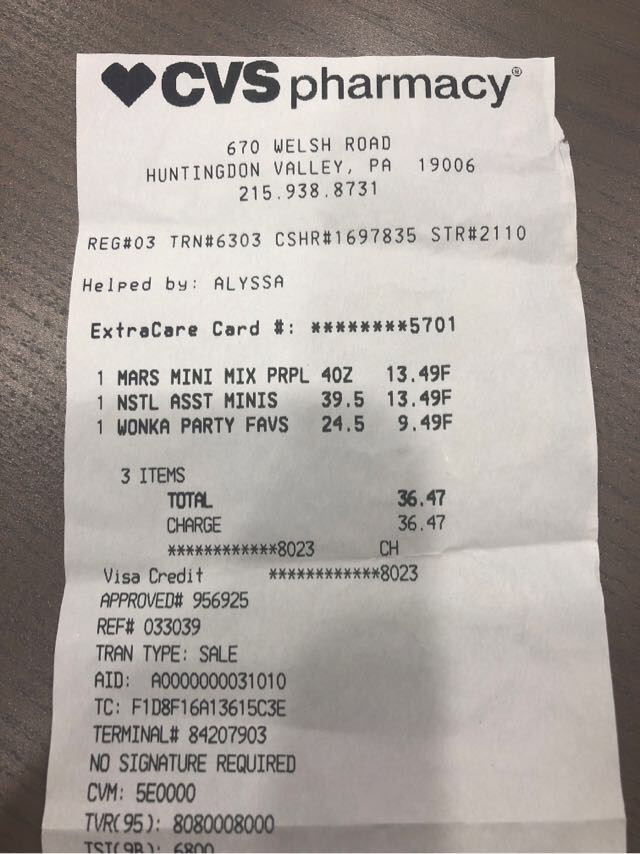 CVS pharmacy®
670 WELSH ROAD
HUNTINGDON VALLEY, PA 19006
215.938.8731
REG#03 TRN#6303 CSHR#1697835 STR#2110
Helped by: ALYSSA
ExtraCare Card #: ********5701
1 MARS MINI MIX PRPL 40Z 13.49F
1 NSTL ASST MINIS 39.5 13.49F
1 WONKA PARTY FAVS 24.5 9.49F
3 ITEMS
TOTAL 36.47
CHARGE 36.47
************8023 CH
Visa Credit ************8023
APPROVED# 956925
REF# 033039
TRAN TYPE: SALE
AID: A0000000031010
TC: F1D8F16A13615C3E
TERMINAL# 84207903
NO SIGNATURE REQUIRED
CVM: 5E0000
TVR(95): 8080008000
TSI(9B): 6800